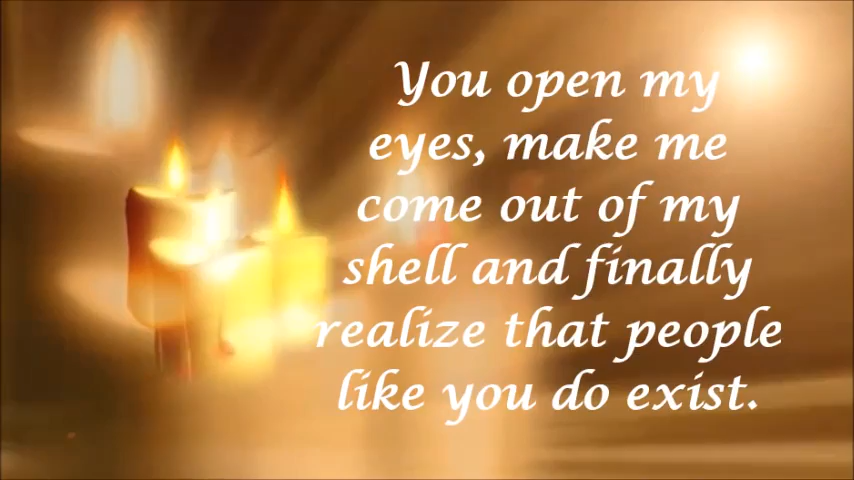 You open my
eyes, make me
come out of my
shell and finally
realize that people
like you do exist.